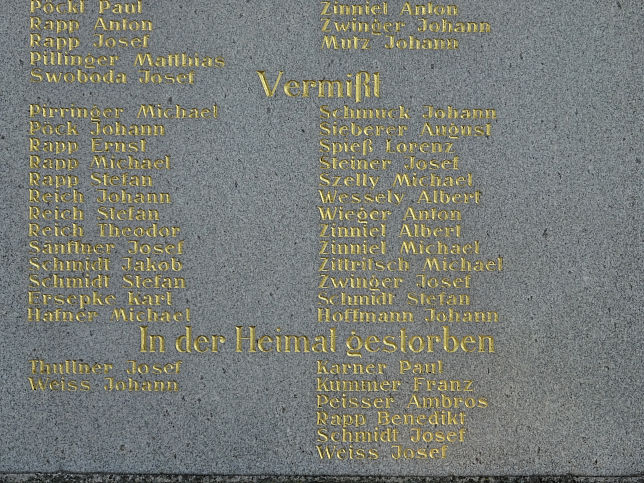 Pöckl Paul
Rapp Anton
Rapp Josef
Pillinger Matthias
Swoboda Josef
Zinniel Anton
Zwinger Johann
Mutz Johann
Vermißt
Pirringer Michael
Pöck Johann
Rapp Ernst
Rapp Michael
Rapp Stefan
Reich Johann
Reich Stefan
Reich Theodor
Sautner Josef
Schmidt Jakob
Schmidt Stefan
Ersepke Karl
Hafner Michael
Schmuck Johann
Sieberer August
Spieß Lorenz
Steiner Josef
Szelly Michael
Wessely Albert
Wieger Anton
Zinniel Albert
Zinniel Michael
Zittritsch Michael
Zwinger Josef
Schmidt Stefan
Hoffmann Johann
In der Heimat gestorben
Thullner Josef
Weiss Johann
Karner Paul
Kummer Franz
Peisser Ambros
Rapp Benedikt
Schmidt Josef
Weiss Josef